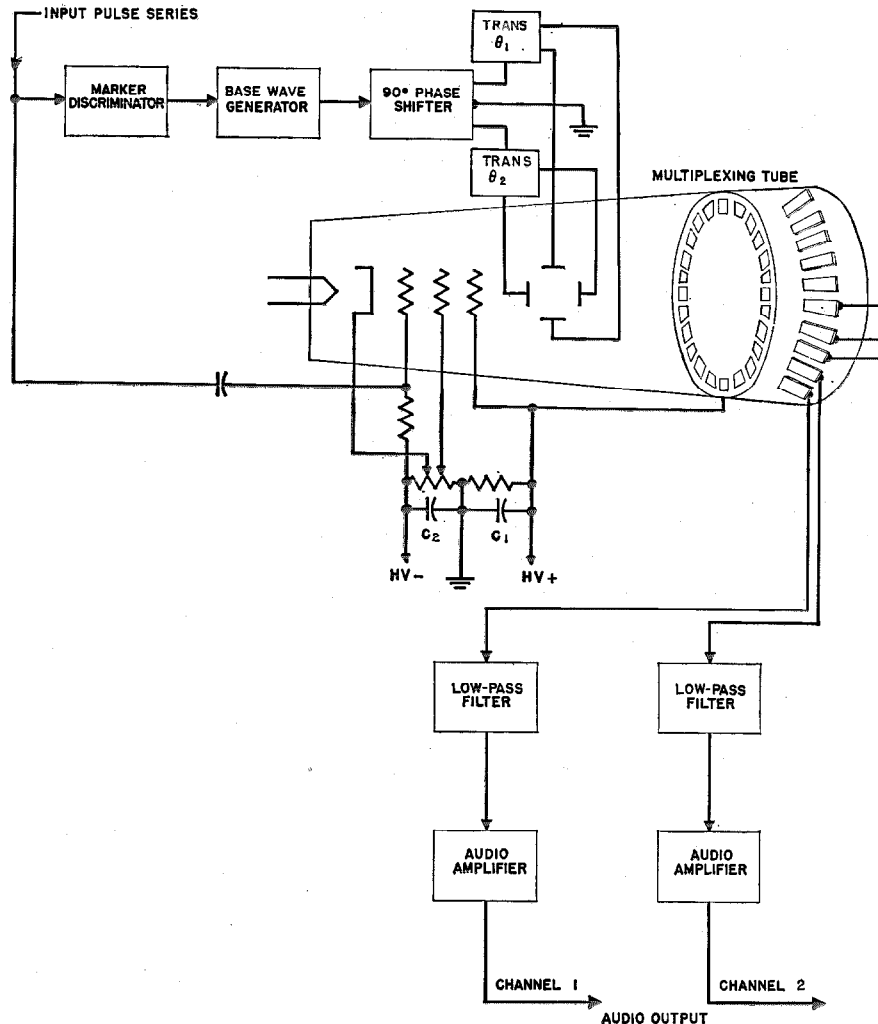 INPUT PULSE SERIES
MARKER
DISCRIMINATOR
BASE WAVE
GENERATOR
90° PHASE
SHIFTER
TRANS
θ₁
TRANS
θ₂
MULTIPLEXING TUBE
C₂
C₁
HV-
HV+
LOW-PASS
FILTER
LOW-PASS
FILTER
AUDIO
AMPLIFIER
AUDIO
AMPLIFIER
CHANNEL 1
CHANNEL 2
AUDIO OUTPUT